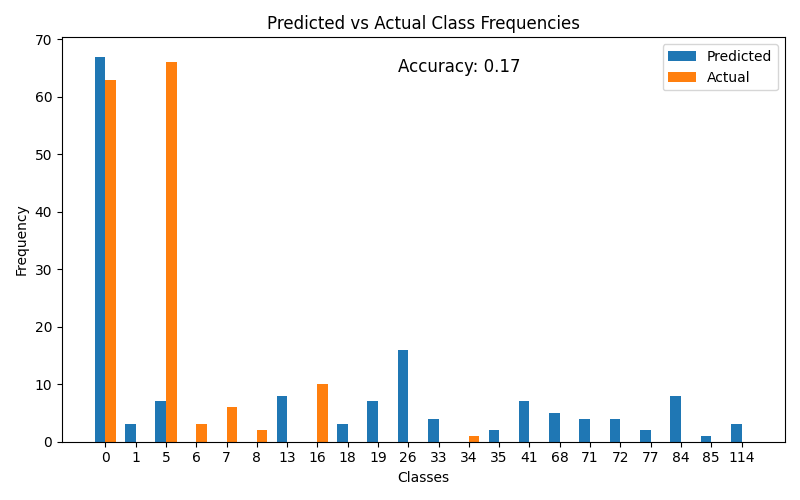 Predicted vs Actual Class Frequencies
Accuracy: 0.17
Predicted
Actual
Frequency
70
60
50
40
30
20
10
0
0 1 5 6 7 8 13 16 18 19 26 33 34 35 41 68 71 72 77 84 85 114
Classes